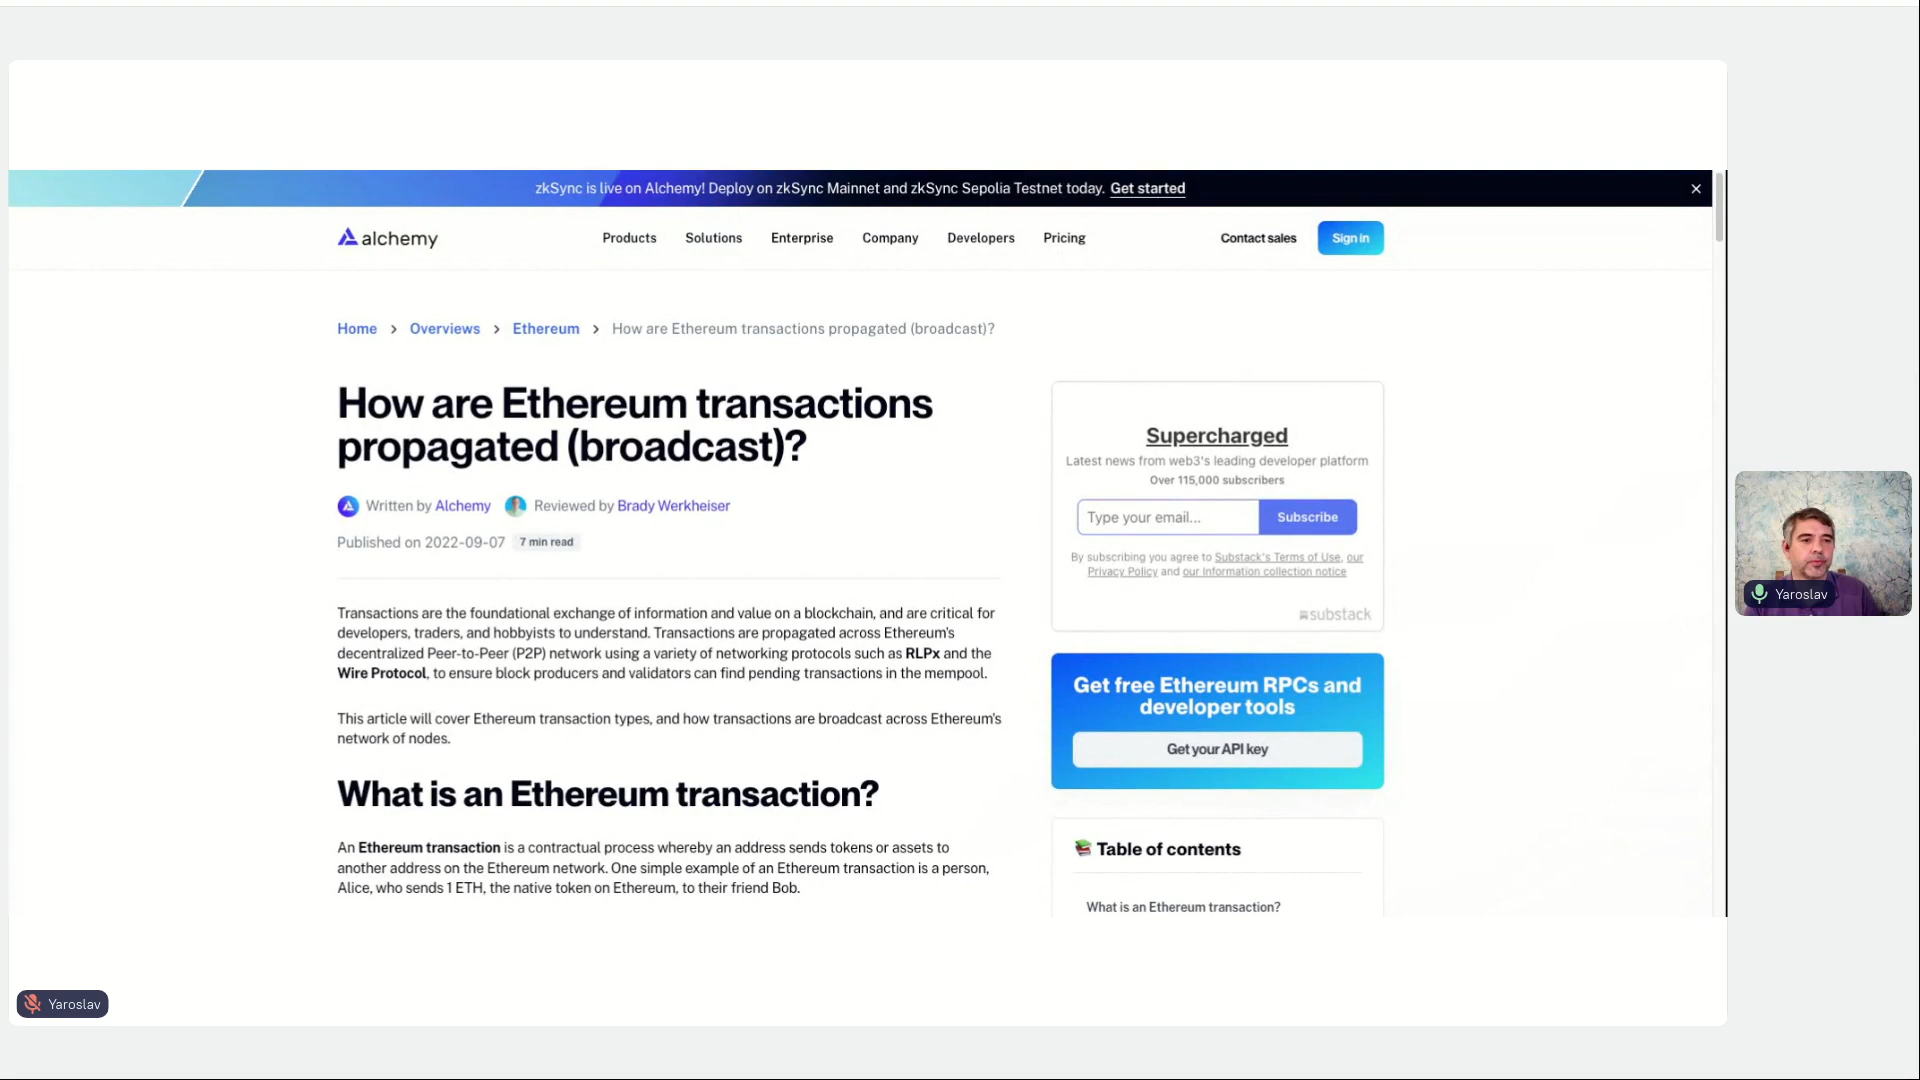 zkSync is live on Alchemy! Deploy on zkSync Mainnet and zkSync Sepolia Testnet today. Get started
alchemy
Products Solutions Enterprise Company Developers Pricing
Contact sales Sign in
Home > Overviews > Ethereum > How are Ethereum transactions propagated (broadcast)?
How are Ethereum transactions
propagated (broadcast)?
Written by Alchemy Reviewed by Brady Werkheiser
Published on 2022-09-07 7 min read
Transactions are the foundational exchange of information and value on a blockchain, and are critical for
developers, traders, and hobbyists to understand. Transactions are propagated across Ethereum's
decentralized Peer-to-Peer (P2P) network using a variety of networking protocols such as RLPx and the
Wire Protocol, to ensure block producers and validators can find pending transactions in the mempool.
This article will cover Ethereum transaction types, and how transactions are broadcast across Ethereum's
network of nodes.
What is an Ethereum transaction?
An Ethereum transaction is a contractual process whereby an address sends tokens or assets to
another address on the Ethereum network. One simple example of an Ethereum transaction is a person,
Alice, who sends 1 ETH, the native token on Ethereum, to their friend Bob.
Supercharged
Latest news from web3's leading developer platform
Over 115,000 subscribers
Type your email... Subscribe
By subscribing you agree to Substack's Terms of Use, our
Privacy Policy and our Information collection notice
substack
Get free Ethereum RPCs and
developer tools
Get your API key
Table of contents
What is an Ethereum transaction?
Yaroslav
Yaroslav